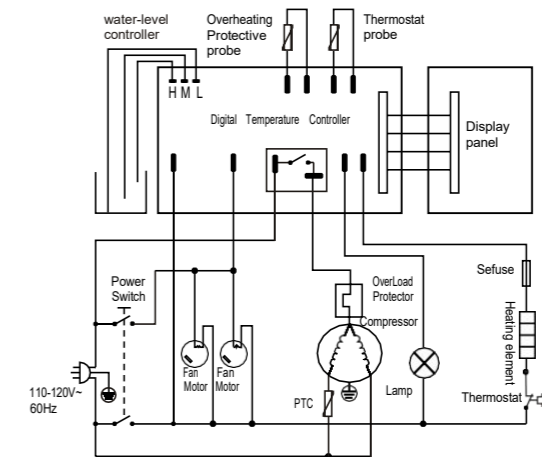 water-level
controller
Overheating
Protective
probe
Thermostat
probe
H M L
Digital Temperature Controller
Display
panel
Power
Switch
OverLoad
Protector
Compressor
Sefuse
Heating element
Fan
Motor
Fan
Motor
PTC
Lamp
Thermostat
110-120V~
60Hz